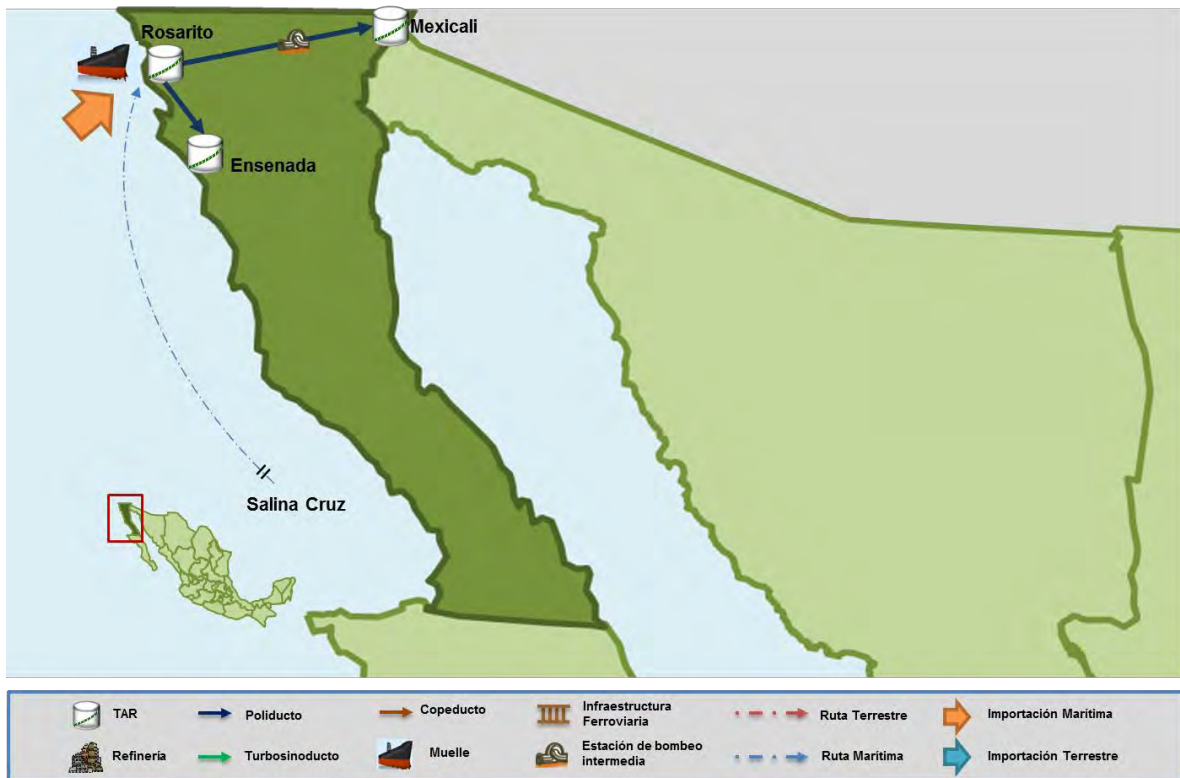 Rosarito
Mexicali
Ensenada
Salina Cruz
TAR
Poliducto
Copeducto
Infraestructura
Ferroviaria
Ruta Terrestre
Importación Marítima
Refinería
Turbosinoducto
Muelle
Estación de bombeo
intermedia
Ruta Marítima
Importación Terrestre